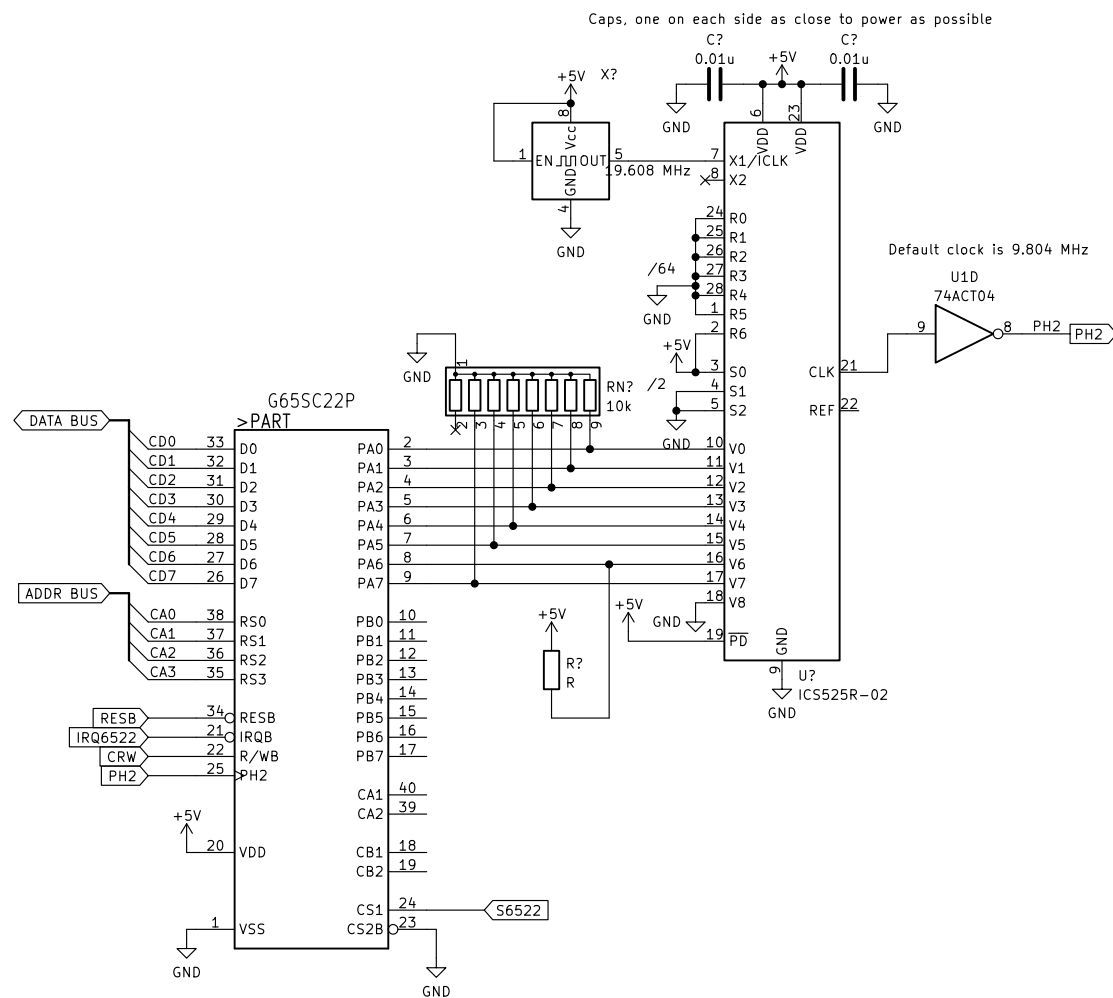 Caps, one on each side as close to power as possible
C?
0.01u
C?
0.01u
+5V
GND
GND
+5V
X?
8
Vcc
1
EN
OUT
5
19.608 MHz
GND
4
GND
6
VDD
23
VDD
7
X1/ICLK
8
X2
24
R0
25
R1
26
R2
27
R3
28
R4
1
R5
2
R6
/64
GND
+5V
3
S0
4
S1
5
S2
/2
GND
CLK
21
REF
22
10
V0
11
V1
12
V2
13
V3
14
V4
15
V5
16
V6
17
V7
18
V8
GND
+5V
19
PD
GND
9
GND
U?
ICS525R-02
Default clock is 9.804 MHz
U1D
74ACT04
9
8
PH2
PH2
GND
1
RN?
10k
2
3
4
5
6
7
8
9
+5V
R?
R
G65SC22P
>PART
DATA BUS
CD0
33
D0
CD1
32
D1
CD2
31
D2
CD3
30
D3
CD4
29
D4
CD5
28
D5
CD6
27
D6
CD7
26
D7
ADDR BUS
CA0
38
RS0
CA1
37
RS1
CA2
36
RS2
CA3
35
RS3
RESB
34
RESB
IRQ6522
21
IRQB
CRW
22
R/WB
PH2
25
PH2
+5V
20
VDD
1
VSS
GND
PA0
2
PA1
3
PA2
4
PA3
5
PA4
6
PA5
7
PA6
8
PA7
9
PB0
10
PB1
11
PB2
12
PB3
13
PB4
14
PB5
15
PB6
16
PB7
17
CA1
40
CA2
39
CB1
18
CB2
19
CS1
24
S6522
CS2B
23
GND